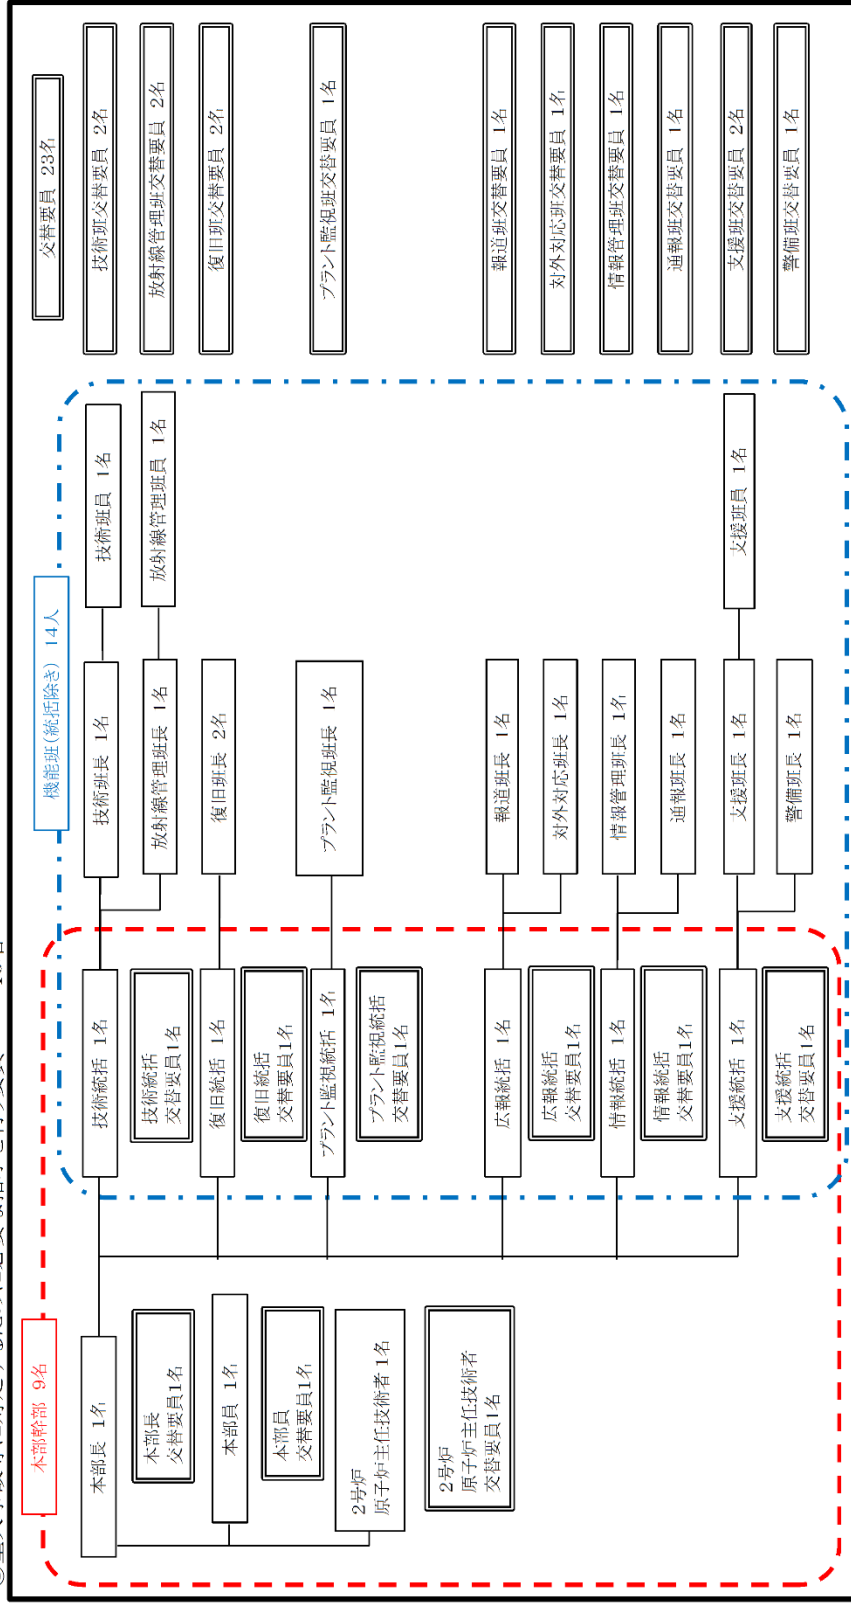 本部幹部 9名
機能班(統括除き) 14人
交替要員 23名
本部長 1名
本部長
交替要員1名
本部員 1名
本部員
交替要員1名
2号炉
原子炉主任技術者 1名
2号炉
原子炉主任技術者
交替要員1名
技術統括 1名
技術統括
交替要員1名
復旧統括 1名
復旧統括
交替要員1名
プラント監視統括 1名
プラント監視統括
交替要員1名
広報統括 1名
広報統括
交替要員1名
情報統括 1名
情報統括
交替要員1名
支援統括 1名
支援統括
交替要員1名
技術班長 1名
放射線管理班長 1名
復旧班長 2名
プラント監視班長 1名
報道班長 1名
対外対応班長 1名
情報管理班長 1名
通報班長 1名
支援班長 1名
警備班長 1名
技術班員 1名
放射線管理班員 1名
支援班員 1名
技術班交替要員 2名
放射線管理班交替要員 2名
復旧班交替要員 2名
プラント監視班交替要員 1名
報道班交替要員 1名
対外対応班交替要員 1名
情報管理班交替要員 1名
通報班交替要員 1名
支援班交替要員 2名
警備班交替要員 1名